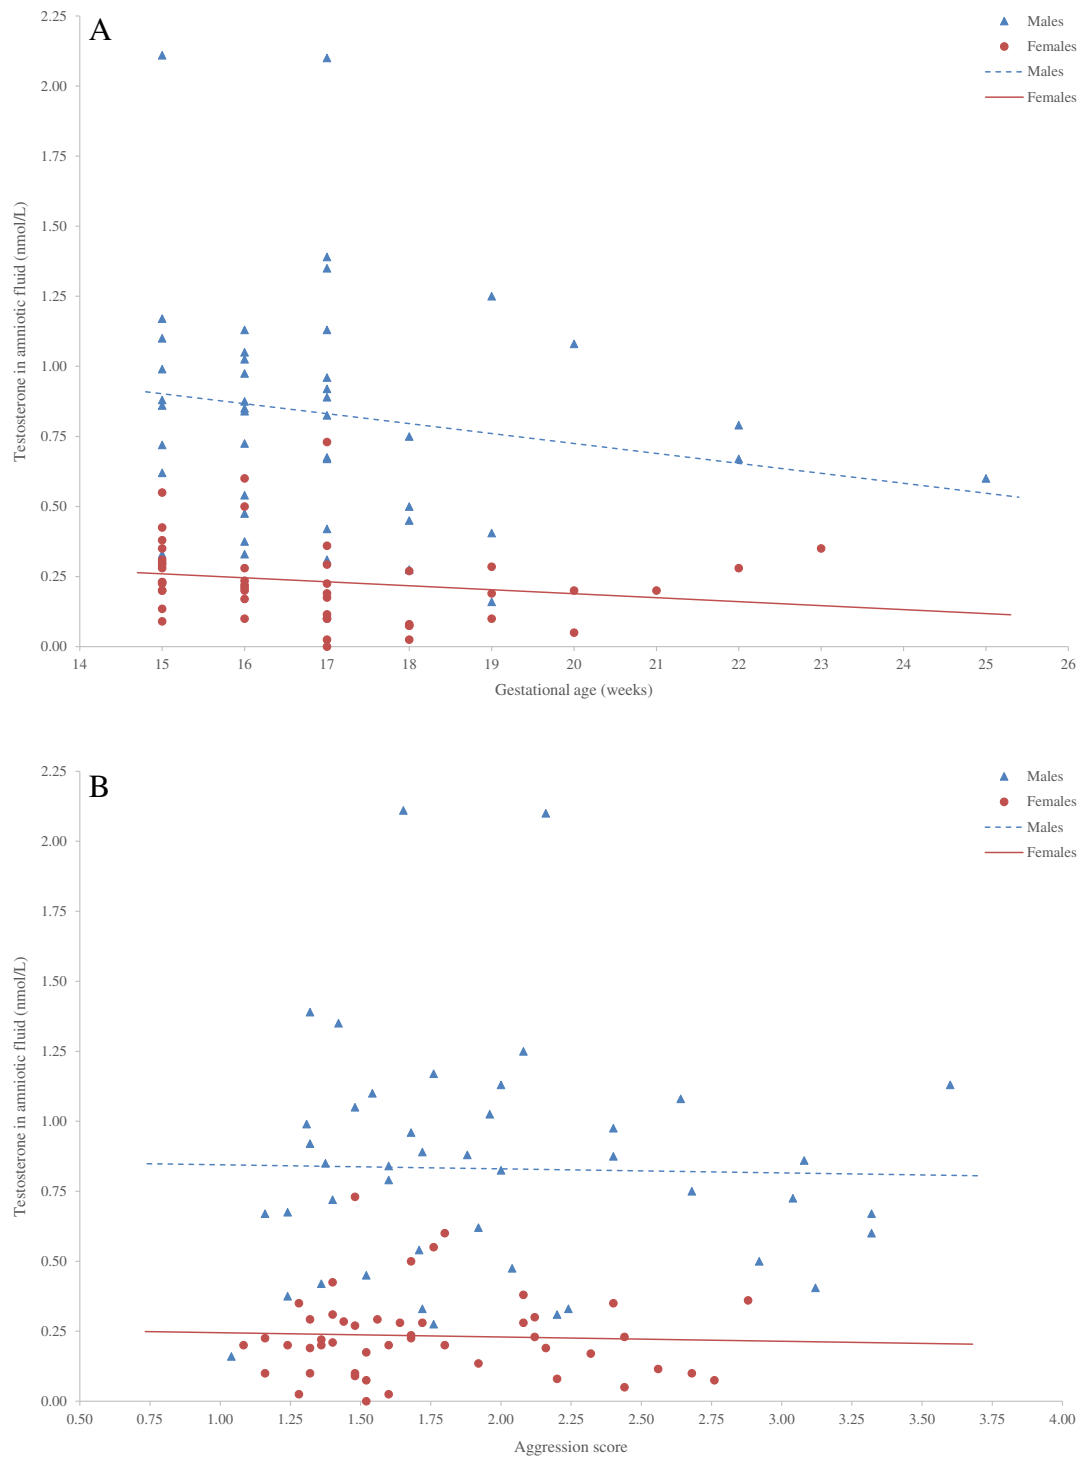 A
Males
Females
Males
Females
2.25
2.00
1.75
1.50
1.25
1.00
0.75
0.50
0.25
0.00
Testosterone in amniotic fluid (nmol/L)
14 15 16 17 18 19 20 21 22 23 24 25 26
Gestational age (weeks)
B
Males
Females
Males
Females
2.25
2.00
1.75
1.50
1.25
1.00
0.75
0.50
0.25
0.00
Testosterone in amniotic fluid (nmol/L)
0.50 0.75 1.00 1.25 1.50 1.75 2.00 2.25 2.50 2.75 3.00 3.25 3.50 3.75 4.00
Aggression score